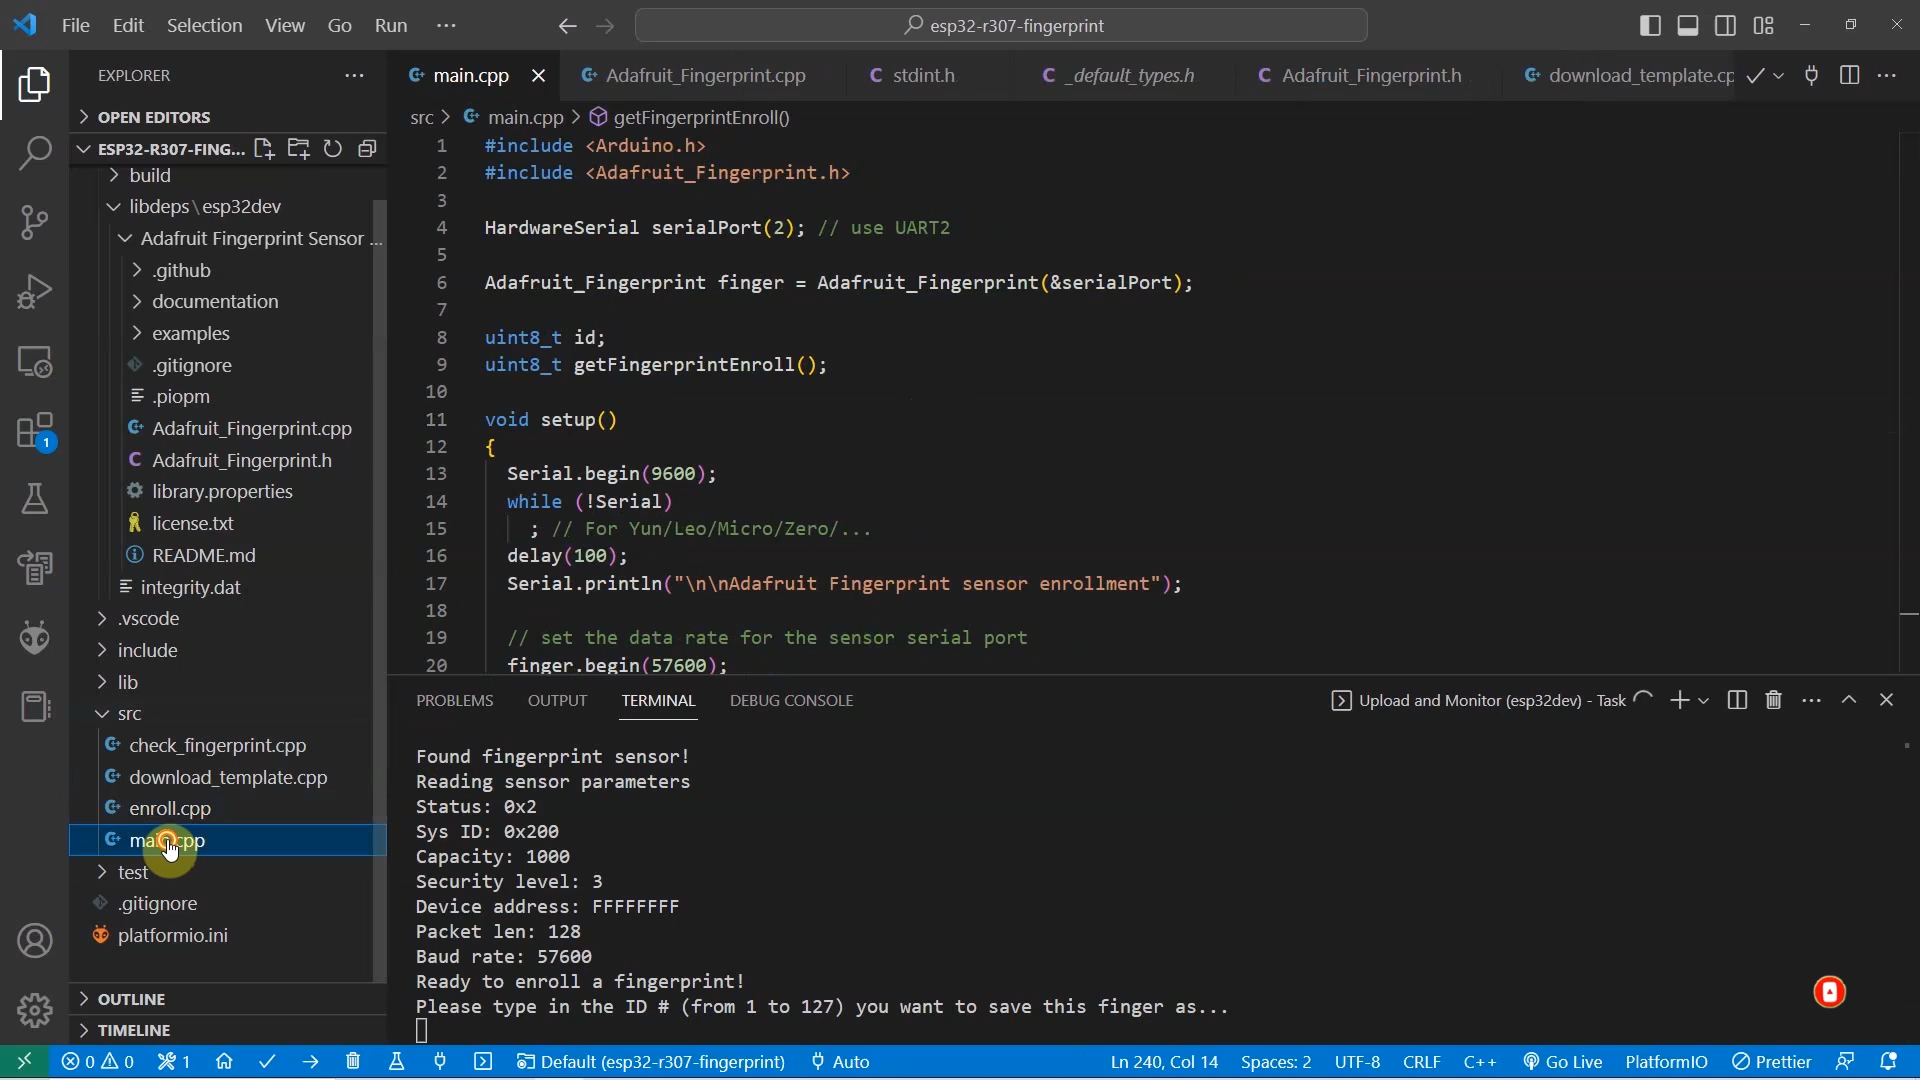 File Edit Selection View Go Run ···
esp32-r307-fingerprint
EXPLORER ···
OPEN EDITORS
ESP32-R307-FING...
build
libdeps\esp32dev
Adafruit Fingerprint Sensor ...
.github
documentation
examples
.gitignore
.piopm
Adafruit_Fingerprint.cpp
Adafruit_Fingerprint.h
library.properties
license.txt
README.md
integrity.dat
.vscode
include
lib
src
check_fingerprint.cpp
download_template.cpp
enroll.cpp
main.cpp
test
.gitignore
platformio.ini
OUTLINE
TIMELINE
1
main.cpp Adafruit_Fingerprint.cpp C stdint.h C _default_types.h C Adafruit_Fingerprint.h download_template.cp
src > main.cpp > getFingerprintEnroll()
1 #include <Arduino.h>
2 #include <Adafruit_Fingerprint.h>
3
4 HardwareSerial serialPort(2); // use UART2
5
6 Adafruit_Fingerprint finger = Adafruit_Fingerprint(&serialPort);
7
8 uint8_t id;
9 uint8_t getFingerprintEnroll();
10
11 void setup()
12 {
13 Serial.begin(9600);
14 while (!Serial)
15 ; // For Yun/Leo/Micro/Zero/...
16 delay(100);
17 Serial.println("\n\nAdafruit Fingerprint sensor enrollment");
18
19 // set the data rate for the sensor serial port
20 finger.begin(57600);
PROBLEMS OUTPUT TERMINAL DEBUG CONSOLE Upload and Monitor (esp32dev) - Task
Found fingerprint sensor!
Reading sensor parameters
Status: 0x2
Sys ID: 0x200
Capacity: 1000
Security level: 3
Device address: FFFFFFFF
Packet len: 128
Baud rate: 57600
Ready to enroll a fingerprint!
Please type in the ID # (from 1 to 127) you want to save this finger as...
0 0 1 Default (esp32-r307-fingerprint) Auto Ln 240, Col 14 Spaces: 2 UTF-8 CRLF C++ Go Live PlatformIO Prettier